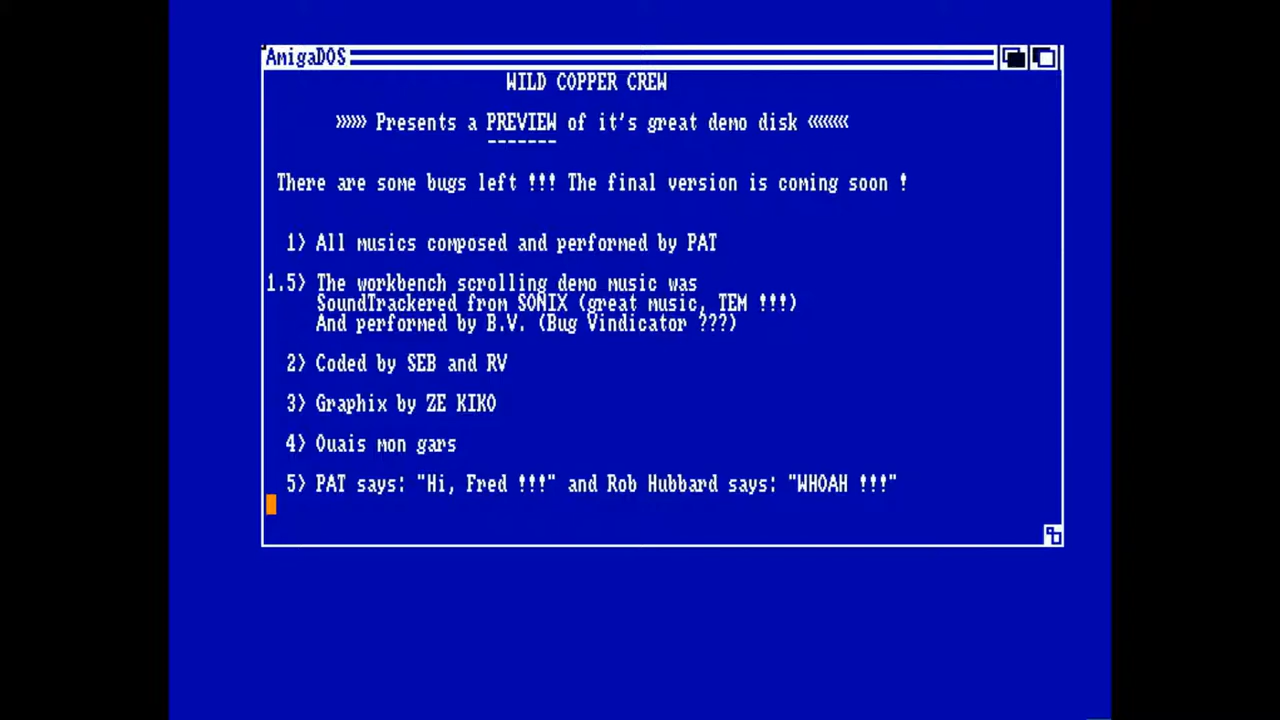 AmigaDOS
WILD COPPER CREW
>>>>> Presents a PREVIEW of it's great demo disk <<<<<<
-------
There are some bugs left !!! The final version is coming soon !
1) All musics composed and performed by PAT
1.5) The workbench scrolling demo music was
SoundTrackered from SONIX (great music, TEM !!!)
And performed by B.V. (Bug Vindicator ???)
2) Coded by SEB and RV
3) Graphix by ZE KIKO
4) Ouais mon gars
5) PAT says: "Hi, Fred !!!" and Rob Hubbard says: "WHOAH !!!"